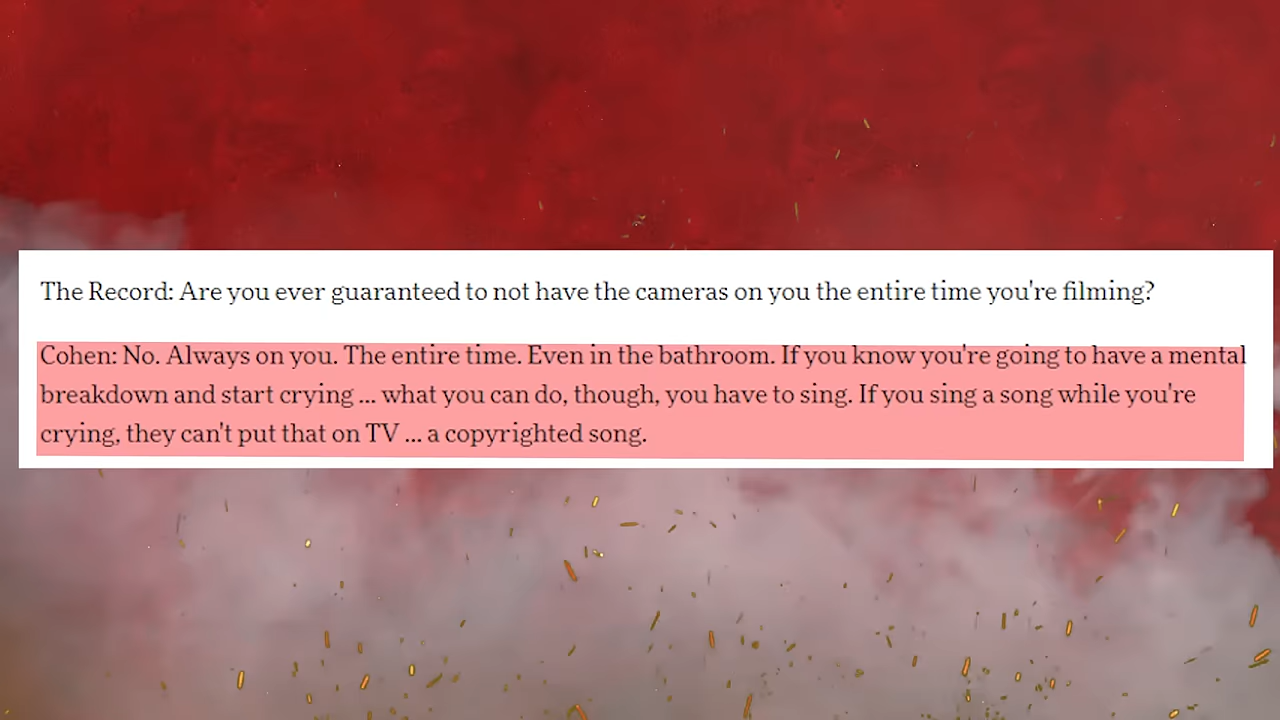 The Record: Are you ever guaranteed to not have the cameras on you the entire time you're filming?
Cohen: No. Always on you. The entire time. Even in the bathroom. If you know you're going to have a mental
breakdown and start crying ... what you can do, though, you have to sing. If you sing a song while you're
crying, they can't put that on TV ... a copyrighted song.